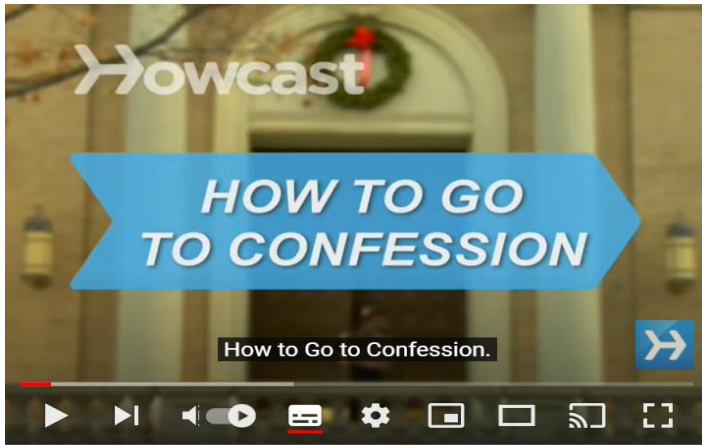 Howcast
HOW TO GO
TO CONFESSION
How to Go to Confession.